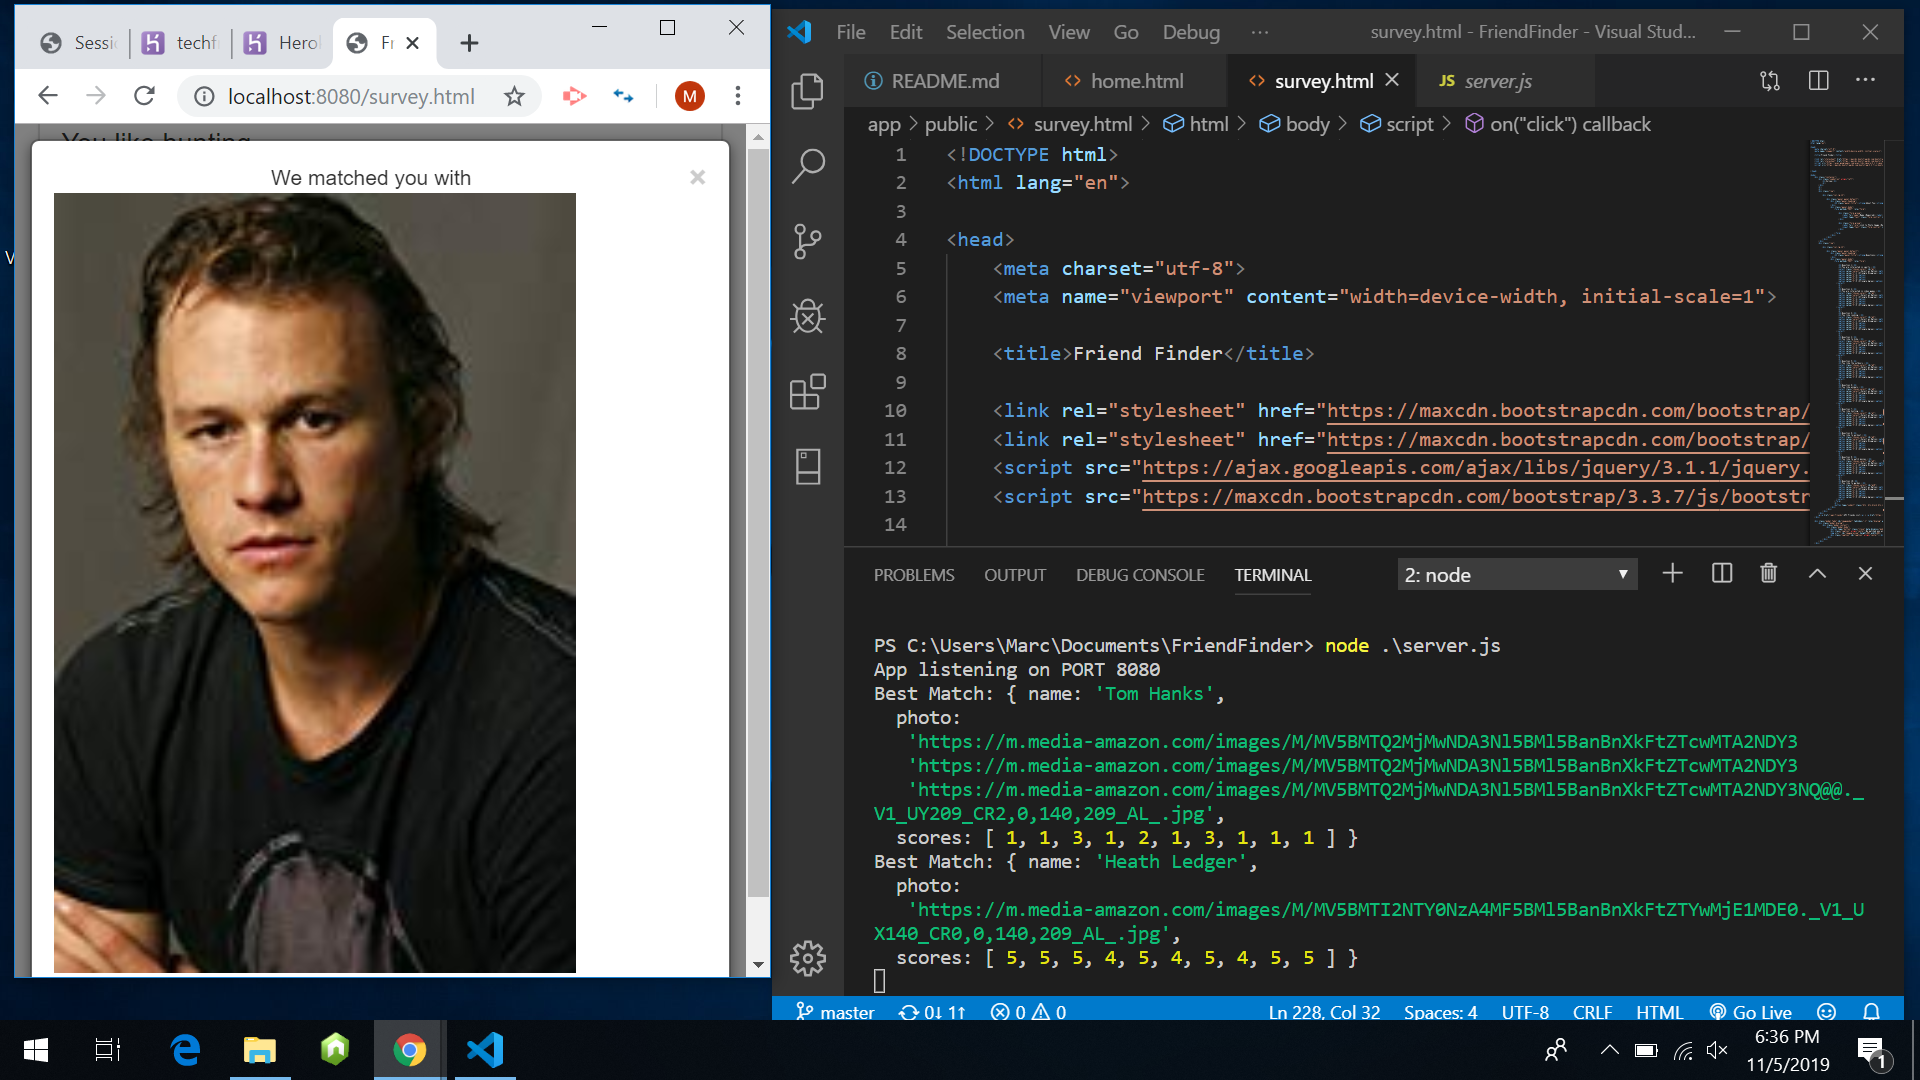 Sessi
techf
Hero
Fr
localhost:8080/survey.html
M
We matched you with
×
File Edit Selection View Go Debug ...
survey.html - FriendFinder - Visual Stud...
README.md
home.html
survey.html
JS server.js
app > public > survey.html > html > body > script > on("click") callback
1 <!DOCTYPE html>
2 <html lang="en">
3
4 <head>
5 <meta charset="utf-8">
6 <meta name="viewport" content="width=device-width, initial-scale=1">
7
8 <title>Friend Finder</title>
9
10 <link rel="stylesheet" href="https://maxcdn.bootstrapcdn.com/bootstrap/
11 <link rel="stylesheet" href="https://maxcdn.bootstrapcdn.com/bootstrap/
12 <script src="https://ajax.googleapis.com/ajax/libs/jquery/3.1.1/jquery.
13 <script src="https://maxcdn.bootstrapcdn.com/bootstrap/3.3.7/js/bootstr
14
PROBLEMS OUTPUT DEBUG CONSOLE TERMINAL 2: node
PS C:\Users\Marc\Documents\FriendFinder> node .\server.js
App listening on PORT 8080
Best Match: { name: 'Tom Hanks',
photo:
'https://m.media-amazon.com/images/M/MV5BMTQ2MjMwNDA3Nl5BMl5BanBnXkFtZTcwMTA2NDY3
'https://m.media-amazon.com/images/M/MV5BMTQ2MjMwNDA3Nl5BMl5BanBnXkFtZTcwMTA2NDY3
'https://m.media-amazon.com/images/M/MV5BMTQ2MjMwNDA3Nl5BMl5BanBnXkFtZTcwMTA2NDY3NQ@@._
V1_UY209_CR2,0,140,209_AL_.jpg',
scores: [ 1, 1, 3, 1, 2, 1, 3, 1, 1, 1 ] }
Best Match: { name: 'Heath Ledger',
photo:
'https://m.media-amazon.com/images/M/MV5BMTI2NTY0NzA4MF5BMl5BanBnXkFtZTYwMjE1MDE0._V1_U
X140_CR0,0,140,209_AL_.jpg',
scores: [ 5, 5, 5, 4, 5, 4, 5, 4, 5, 5 ] }
master 0↓ 1↑ 0 0 Ln 228, Col 32 Spaces: 4 UTF-8 CRLF HTML Go Live
6:36 PM
11/5/2019
1